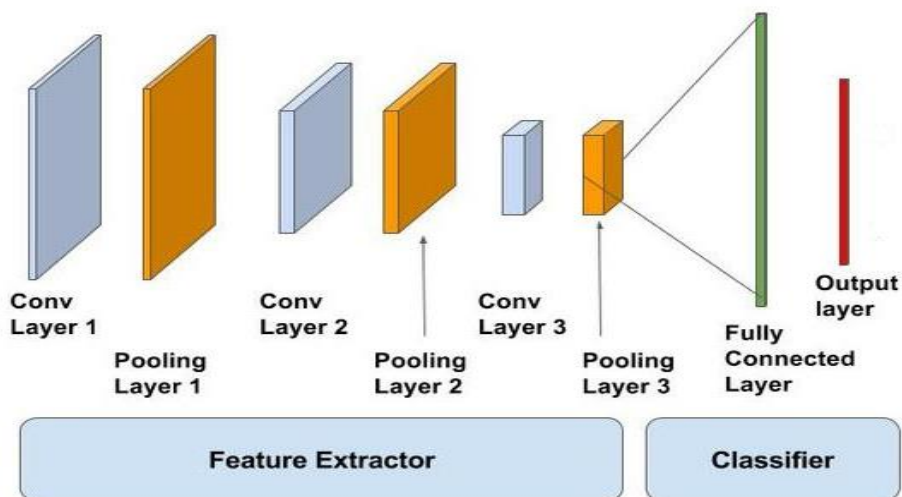 Conv
Layer 1
Pooling
Layer 1
Conv
Layer 2
Pooling
Layer 2
Conv
Layer 3
Pooling
Layer 3
Fully
Connected
Layer
Output
layer
Feature Extractor
Classifier